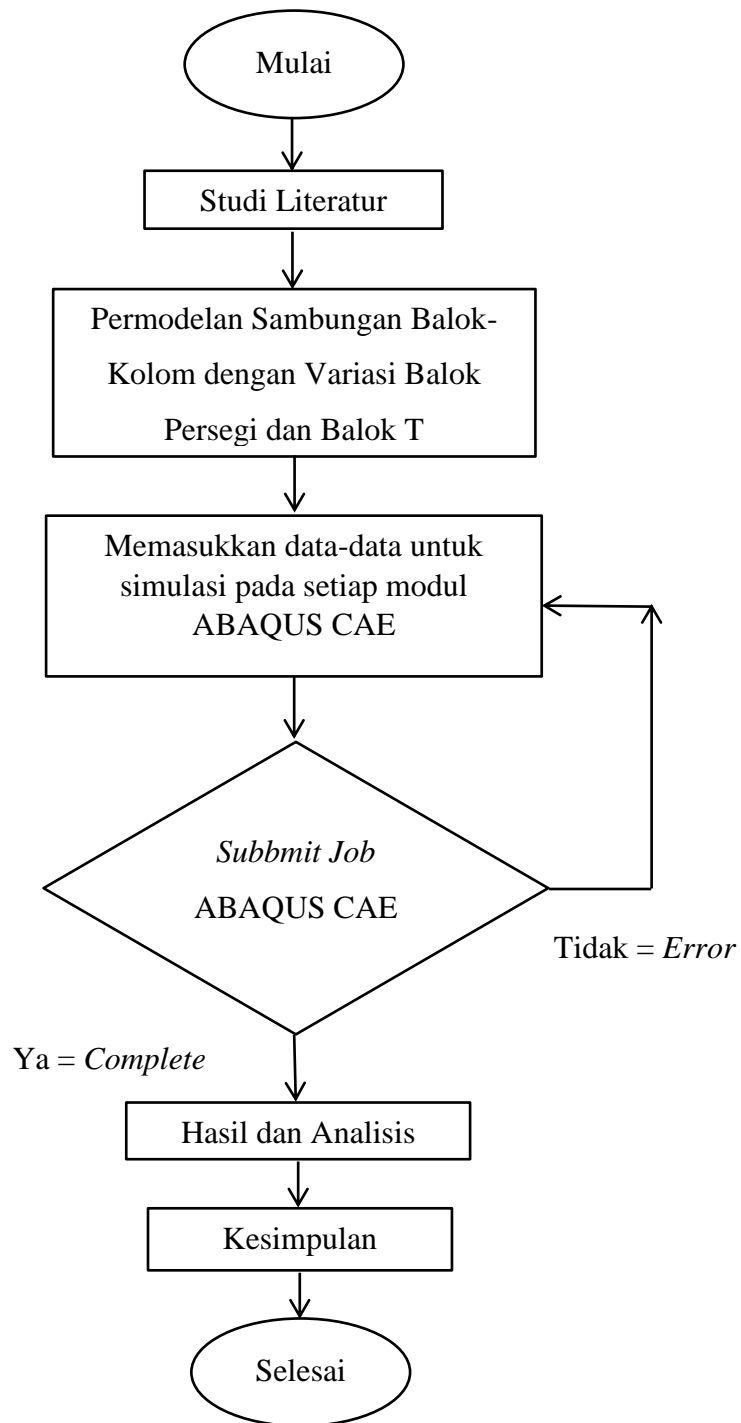 Mulai
Studi Literatur
Permodelan Sambungan Balok-
Kolom dengan Variasi Balok
Persegi dan Balok T
Memasukkan data-data untuk
simulasi pada setiap modul
ABAQUS CAE
Subbmit Job
ABAQUS CAE
Tidak = Error
Ya = Complete
Hasil dan Analisis
Kesimpulan
Selesai